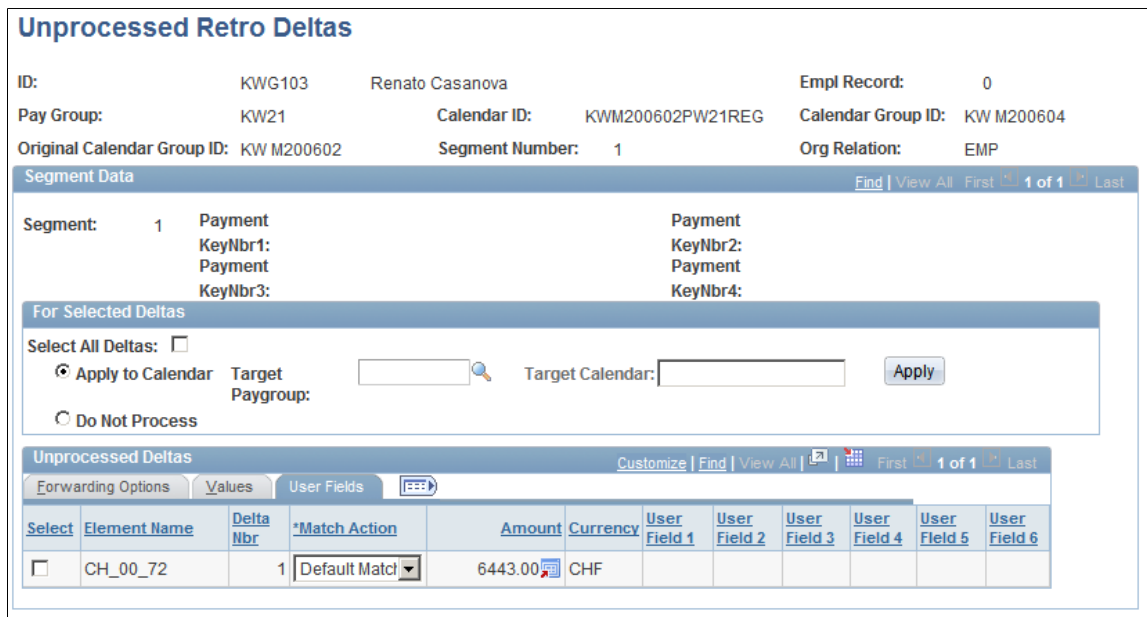 Unprocessed Retro Deltas
ID: KWG103 Renato Casanova Empl Record: 0
Pay Group: KW21 Calendar ID: KWM200602PW21REG Calendar Group ID: KW M200604
Original Calendar Group ID: KW M200602 Segment Number: 1 Org Relation: EMP
Segment Data Find | View All First 1 of 1 Last
Segment: 1 Payment KeyNbr1: Payment KeyNbr2:
Payment KeyNbr3: Payment KeyNbr4:
For Selected Deltas
Select All Deltas:
Apply to Calendar Target Paygroup: Target Calendar: Apply
Do Not Process
Unprocessed Deltas Customize | Find | View All | | First 1 of 1 Last
Forwarding Options Values User Fields
Select Element Name Delta Nbr *Match Action Amount Currency User Field 1 User Field 2 User Field 3 User Field 4 User FIeld 5 User Field 6
CH_00_72 1 Default Match 6443.00 CHF